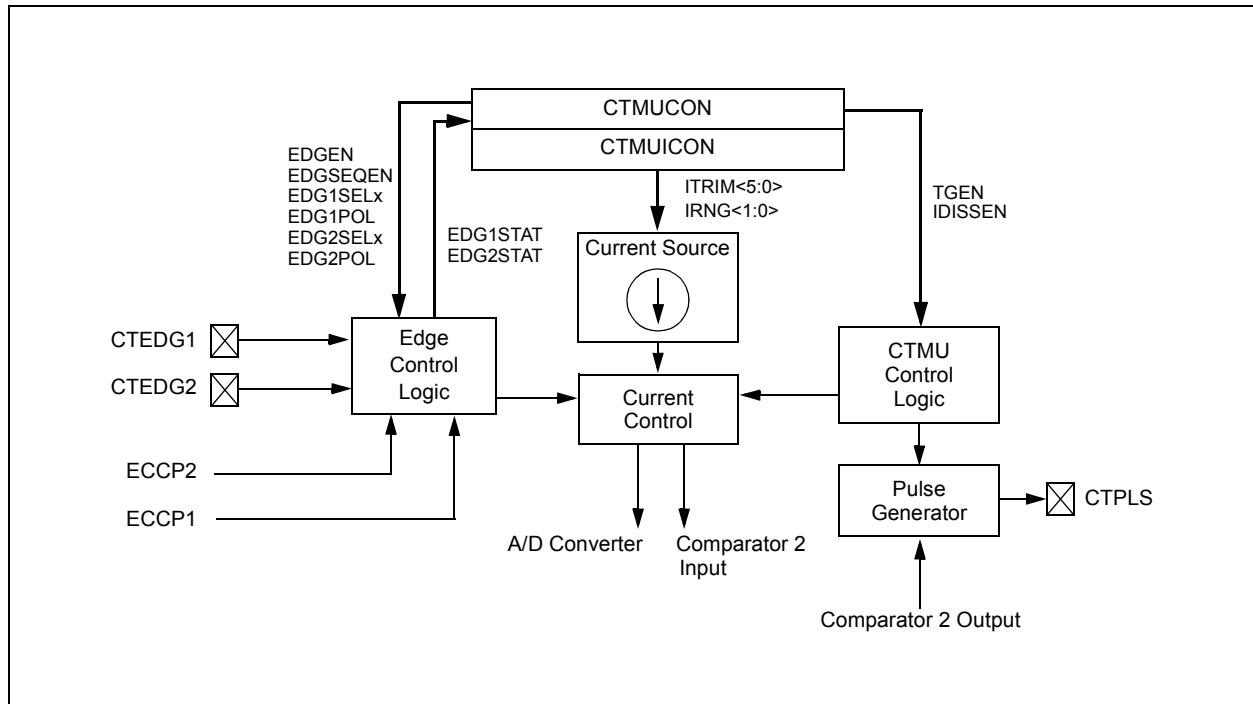 CTMUCON
CTMUICON
EDGEN
EDGSEQEN
EDG1SELx
EDG1POL
EDG2SELx
EDG2POL
EDG1STAT
EDG2STAT
ITRIM<5:0>
IRNG<1:0>
TGEN
IDISSEN
Current Source
CTEDG1
CTEDG2
Edge
Control
Logic
Current
Control
CTMU
Control
Logic
ECCP2
ECCP1
Pulse
Generator
CTPLS
A/D Converter
Comparator 2
Input
Comparator 2 Output